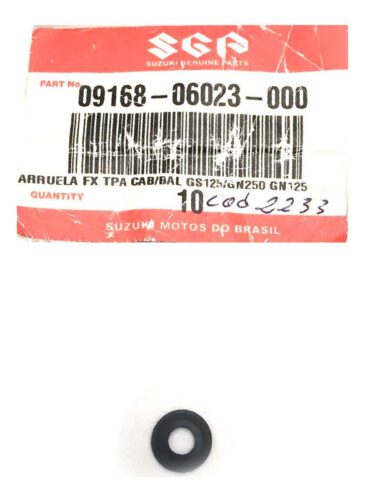 SGP
SUZUKI GENUINE PARTS
PART No.
09168-06023-000
ARRUELA FX TPA CAB/BAL GS125/GN250 GN125
QUANTITY
10 cod 2233
SUZUKI MOTOS DO BRASIL